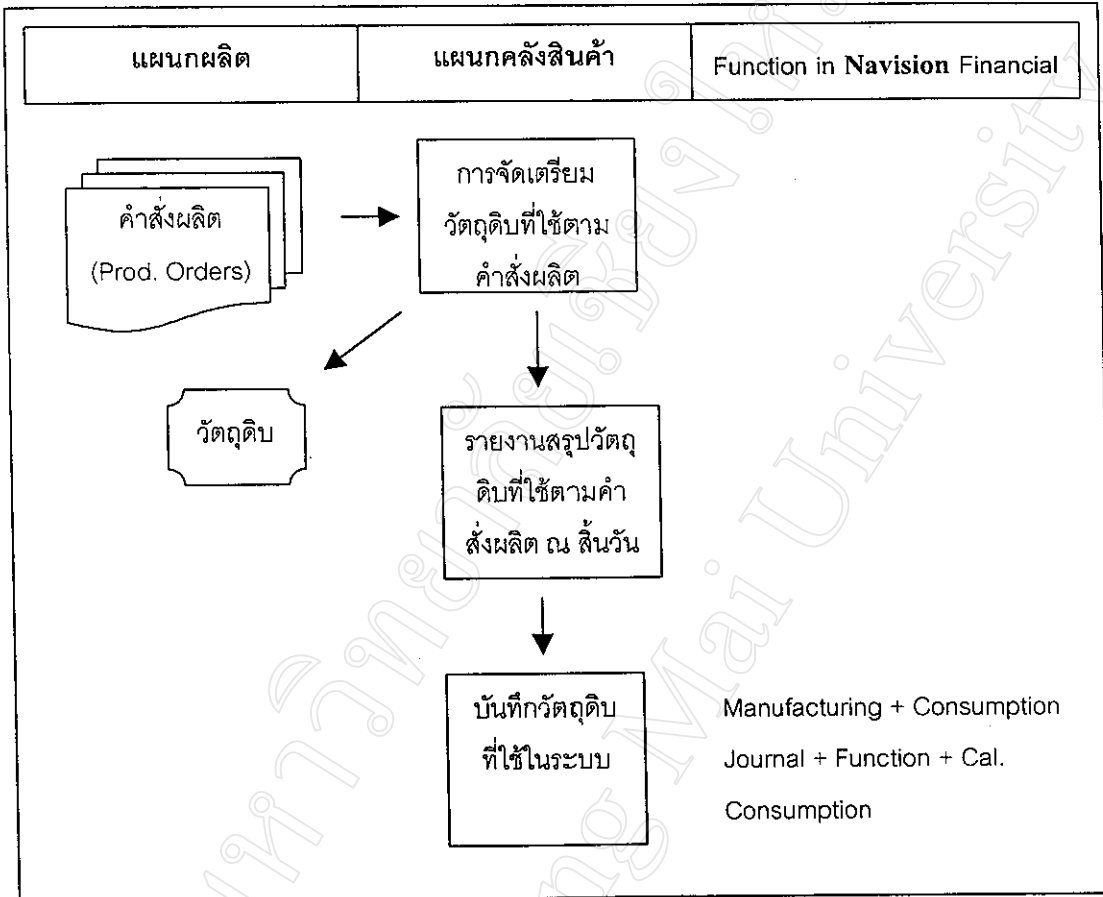 แผนกผลิต
แผนกคลังสินค้า
Function in Navision Financial
คำสั่งผลิต
(Prod. Orders)
การจัดเตรียม
วัตถุดิบที่ใช้ตาม
คำสั่งผลิต
วัตถุดิบ
รายงานสรุปวัตถุ
ดิบที่ใช้ตามคำ
สั่งผลิต ณ สิ้นวัน
บันทึกวัตถุดิบ
ที่ใช้ในระบบ
Manufacturing + Consumption
Journal + Function + Cal.
Consumption
Mai University